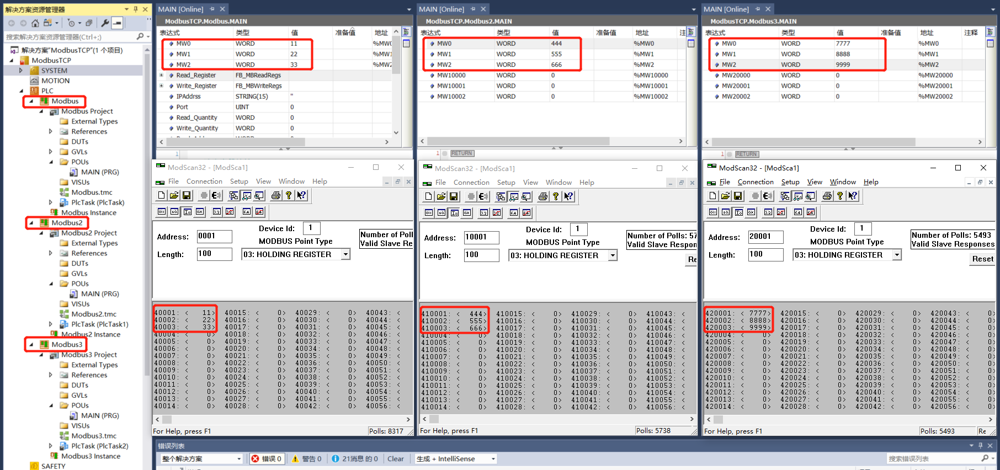 解决方案资源管理器
搜索解决方案资源管理器(Ctrl+;)
解决方案"ModbusTCP"(1 个项目)
ModbusTCP
SYSTEM
MOTION
PLC
Modbus
Modbus Project
External Types
References
DUTs
GVLs
POUs
MAIN (PRG)
VISUs
Modbus.tmc
PlcTask (PlcTask)
Modbus Instance
Modbus2
Modbus2 Project
External Types
References
DUTs
GVLs
POUs
MAIN (PRG)
VISUs
Modbus2.tmc
PlcTask (PlcTask1)
Modbus2 Instance
Modbus3
Modbus3 Project
External Types
References
DUTs
GVLs
POUs
MAIN (PRG)
VISUs
Modbus3.tmc
PlcTask (PlcTask2)
Modbus3 Instance
SAFETY
MAIN [Online]
ModbusTCP.Modbus.MAIN
表达式 类型 值 准备值 地址
MW0 WORD 11 %MW0
MW1 WORD 22 %MW1
MW2 WORD 33 %MW2
Read_Register FB_MBReadRegs
Write_Register FB_MBWriteRegs
IPAddrss STRING(15) ''
Port UINT 0
Read_Quantity WORD 0
Write_Quantity WORD 0
1
MAIN [Online]
ModbusTCP.Modbus2.MAIN
表达式 类型 值 准备值 地址 注
MW0 WORD 444 %MW0
MW1 WORD 555 %MW1
MW2 WORD 666 %MW2
MW10000 WORD 0 %MW10000
MW10001 WORD 0 %MW10001
MW10002 WORD 0 %MW10002
1 RETURN
MAIN [Online]
ModbusTCP.Modbus3.MAIN
表达式 类型 值 准备值 地址 注释
MW0 WORD 7777 %MW0
MW1 WORD 8888 %MW1
MW2 WORD 9999 %MW2
MW20000 WORD 0 %MW20000
MW20001 WORD 0 %MW20001
MW20002 WORD 0 %MW20002
1 RETURN
ModScan32 - [ModSca1]
File Connection Setup View Window Help
Address: 0001 Device Id: 1 Number of Poll
MODBUS Point Type Valid Slave Re
Length: 100 03: HOLDING REGISTER
40001: < 11> 40015: < 0> 40029: < 0> 40043: <
40002: < 22> 40016: < 0> 40030: < 0> 40044: <
40003: < 33> 40017: < 0> 40031: < 0> 40045: <
40004: < 0> 40018: < 0> 40032: < 0> 40046: <
40005: < 0> 40019: < 0> 40033: < 0> 40047: <
40006: < 0> 40020: < 0> 40034: < 0> 40048: <
40007: < 0> 40021: < 0> 40035: < 0> 40049: <
40008: < 0> 40022: < 0> 40036: < 0> 40050: <
40009: < 0> 40023: < 0> 40037: < 0> 40051: <
40010: < 0> 40024: < 0> 40038: < 0> 40052: <
40011: < 0> 40025: < 0> 40039: < 0> 40053: <
40012: < 0> 40026: < 0> 40040: < 0> 40054: <
40013: < 0> 40027: < 0> 40041: < 0> 40055: <
40014: < 0> 40028: < 0> 40042: < 0> 40056: <
For Help, press F1 Polls: 8317
ModScan32 - [ModSca1]
File Connection Setup View Window Help
Address: 10001 Device Id: 1 Number of Polls: 57
MODBUS Point Type Valid Slave Respon
Length: 100 03: HOLDING REGISTER Re
410001: < 444> 410015: < 0> 410029: < 0> 410043: <
410002: < 555> 410016: < 0> 410030: < 0> 410044: <
410003: < 666> 410017: < 0> 410031: < 0> 410045: <
410004: < 0> 410018: < 0> 410032: < 0> 410046: <
410005: < 0> 410019: < 0> 410033: < 0> 410047: <
410006: < 0> 410020: < 0> 410034: < 0> 410048: <
410007: < 0> 410021: < 0> 410035: < 0> 410049: <
410008: < 0> 410022: < 0> 410036: < 0> 410050: <
410009: < 0> 410023: < 0> 410037: < 0> 410051: <
410010: < 0> 410024: < 0> 410038: < 0> 410052: <
410011: < 0> 410025: < 0> 410039: < 0> 410053: <
410012: < 0> 410026: < 0> 410040: < 0> 410054: <
410013: < 0> 410027: < 0> 410041: < 0> 410055: <
410014: < 0> 410028: < 0> 410042: < 0> 410056: <
For Help, press F1 Polls: 5738
ModScan32 - [ModSca1]
File Connection Setup View Window Help
Address: 20001 Device Id: 1 Number of Polls: 5493
MODBUS Point Type Valid Slave Responses
Length: 100 03: HOLDING REGISTER Reset
420001: < 7777> 420015: < 0> 420029: < 0> 420043: <
420002: < 8888> 420016: < 0> 420030: < 0> 420044: <
420003: < 9999> 420017: < 0> 420031: < 0> 420045: <
420004: < 0> 420018: < 0> 420032: < 0> 420046: < 0>
420005: < 0> 420019: < 0> 420033: < 0> 420047: < 0>
420006: < 0> 420020: < 0> 420034: < 0> 420048: < 0>
420007: < 0> 420021: < 0> 420035: < 0> 420049: < 0>
420008: < 0> 420022: < 0> 420036: < 0> 420050: < 0>
420009: < 0> 420023: < 0> 420037: < 0> 420051: < 0>
420010: < 0> 420024: < 0> 420038: < 0> 420052: < 0>
420011: < 0> 420025: < 0> 420039: < 0> 420053: < 0>
420012: < 0> 420026: < 0> 420040: < 0> 420054: < 0>
420013: < 0> 420027: < 0> 420041: < 0> 420055: < 0>
420014: < 0> 420028: < 0> 420042: < 0> 420056: < 0>
For Help, press F1 Polls: 5493 Re
错误列表
整个解决方案 错误 0 警告 0 21消息 的 0 Clear 生成 + IntelliSense 搜索错误列表